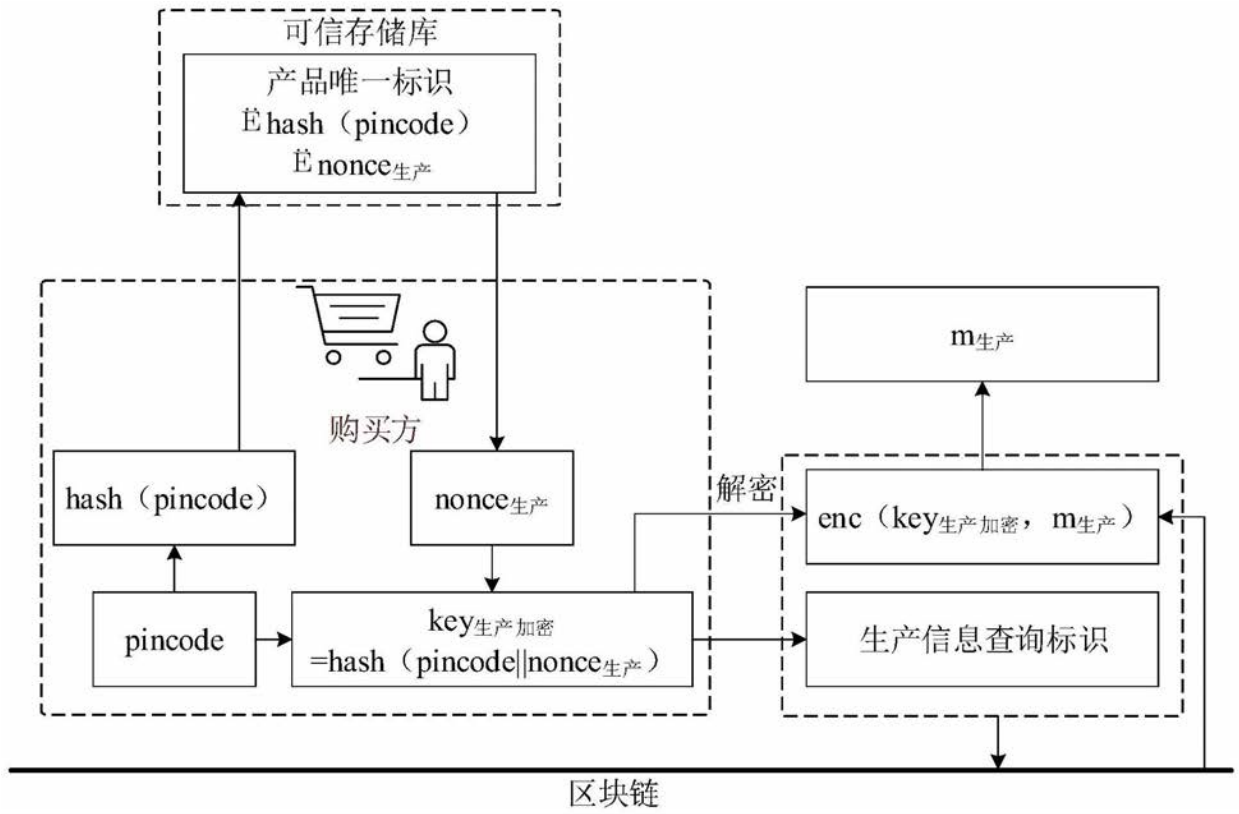 可信存储库
产品唯一标识
Ëhash（pincode）
Ënonce生产
购买方
m生产
hash（pincode）
nonce生产
解密
enc（key生产加密，m生产）
pincode
key生产加密
=hash（pincode||nonce生产）
生产信息查询标识
区块链